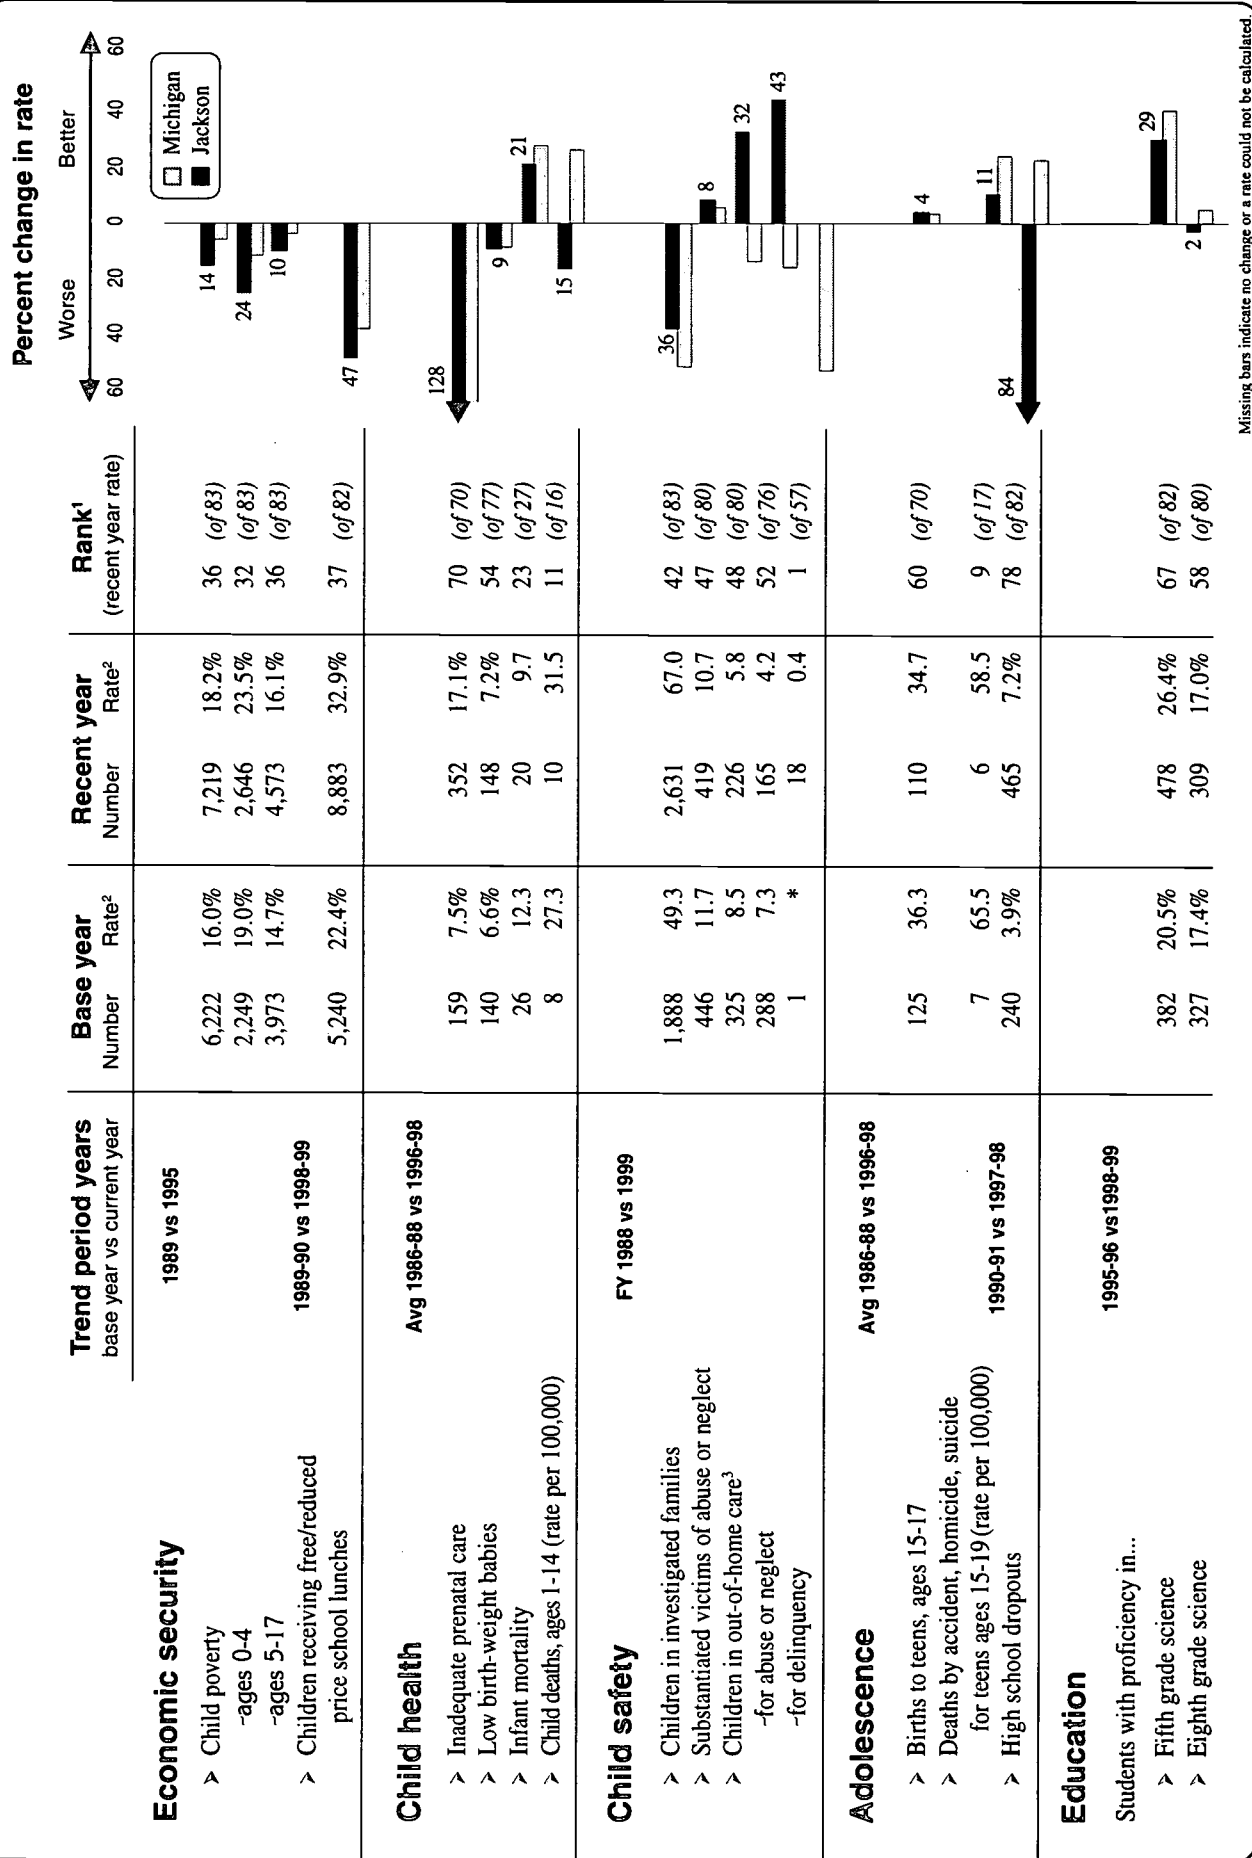 Trend period years Base year Recent year Rank¹ Percent change in rate
base year vs current year Number Rate² Number Rate² (recent year rate) Worse Better
60 40 20 0 20 40 60
Michigan
Jackson
Economic security 1989 vs 1995
➤ Child poverty 6,222 16.0% 7,219 18.2% 36 (of 83) 14
-ages 0-4 2,249 19.0% 2,646 23.5% 32 (of 83) 24
-ages 5-17 3,973 14.7% 4,573 16.1% 36 (of 83) 10
➤ Children receiving free/reduced 1989-90 vs 1998-99
price school lunches 5,240 22.4% 8,883 32.9% 37 (of 82) 47
Child health Avg 1986-88 vs 1996-98
➤ Inadequate prenatal care 159 7.5% 352 17.1% 70 (of 70) 128
➤ Low birth-weight babies 140 6.6% 148 7.2% 54 (of 77) 9
➤ Infant mortality 26 12.3 20 9.7 23 (of 27) 21
➤ Child deaths, ages 1-14 (rate per 100,000) 8 27.3 10 31.5 11 (of 16) 15
Child safety FY 1988 vs 1999
➤ Children in investigated families 1,888 49.3 2,631 67.0 42 (of 83) 36
➤ Substantiated victims of abuse or neglect 446 11.7 419 10.7 47 (of 80) 8
➤ Children in out-of-home care³ 325 8.5 226 5.8 48 (of 80) 32
-for abuse or neglect 288 7.3 165 4.2 52 (of 76) 43
-for delinquency 1 * 18 0.4 1 (of 57)
Adolescence Avg 1986-88 vs 1996-98
➤ Births to teens, ages 15-17 125 36.3 110 34.7 60 (of 70) 4
➤ Deaths by accident, homicide, suicide
for teens ages 15-19 (rate per 100,000) 7 65.5 6 58.5 9 (of 17) 11
➤ High school dropouts 1990-91 vs 1997-98 240 3.9% 465 7.2% 78 (of 82) 84
Education 1995-96 vs1998-99
Students with proficiency in...
➤ Fifth grade science 382 20.5% 478 26.4% 67 (of 82) 29
➤ Eighth grade science 327 17.4% 309 17.0% 58 (of 80) 2
Missing bars indicate no change or a rate could not be calculated.